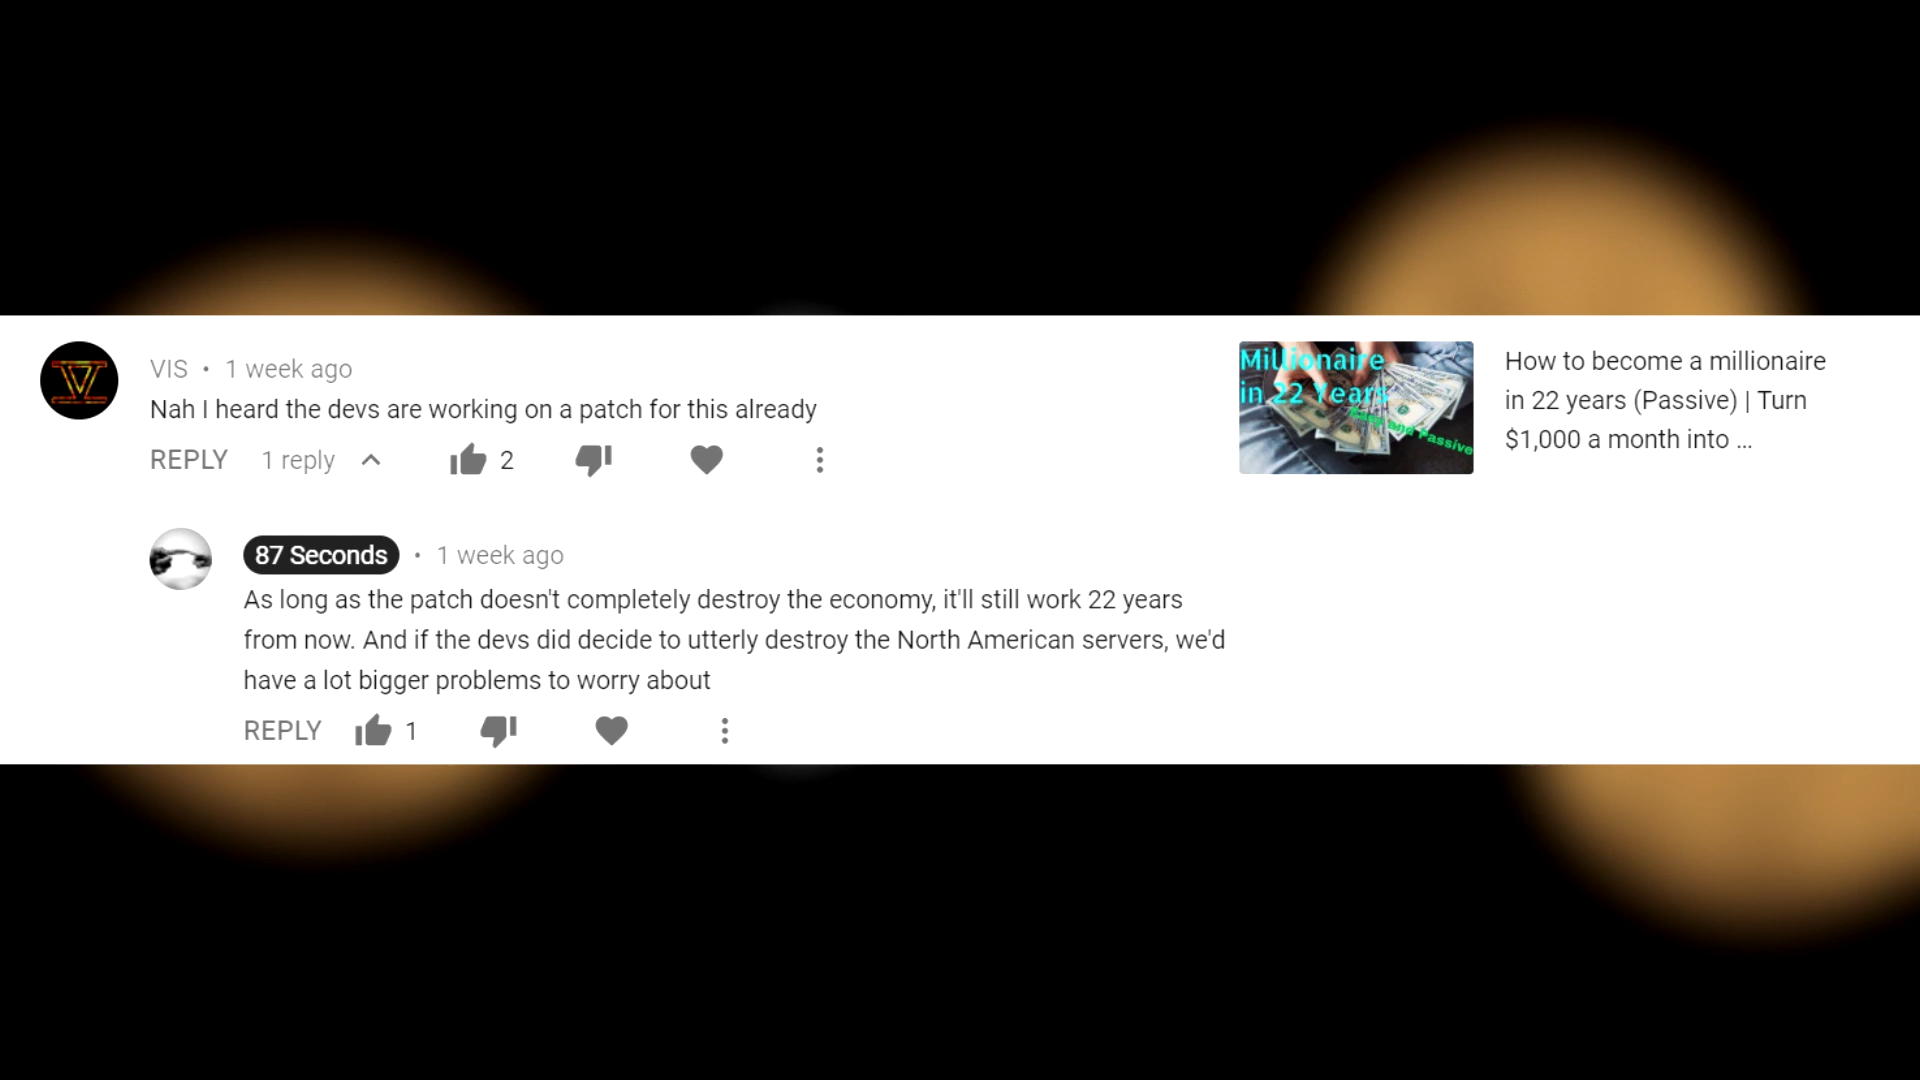 VIS • 1 week ago
Nah I heard the devs are working on a patch for this already
REPLY 1 reply 2
87 Seconds • 1 week ago
As long as the patch doesn't completely destroy the economy, it'll still work 22 years
from now. And if the devs did decide to utterly destroy the North American servers, we'd
have a lot bigger problems to worry about
REPLY 1
Millionaire
in 22 Years
Easy and Passive
How to become a millionaire
in 22 years (Passive) | Turn
$1,000 a month into ...